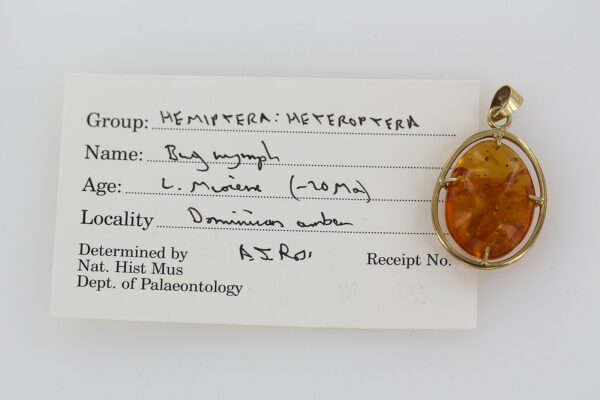 Group: HEMIPTERA: HETEROPTERA
Name: Bug nymph
Age: L. Miocene (~20 Ma)
Locality Dominican amber
Determined by A.J. Ross Receipt No.
Nat. Hist Mus
Dept. of Palaeontology